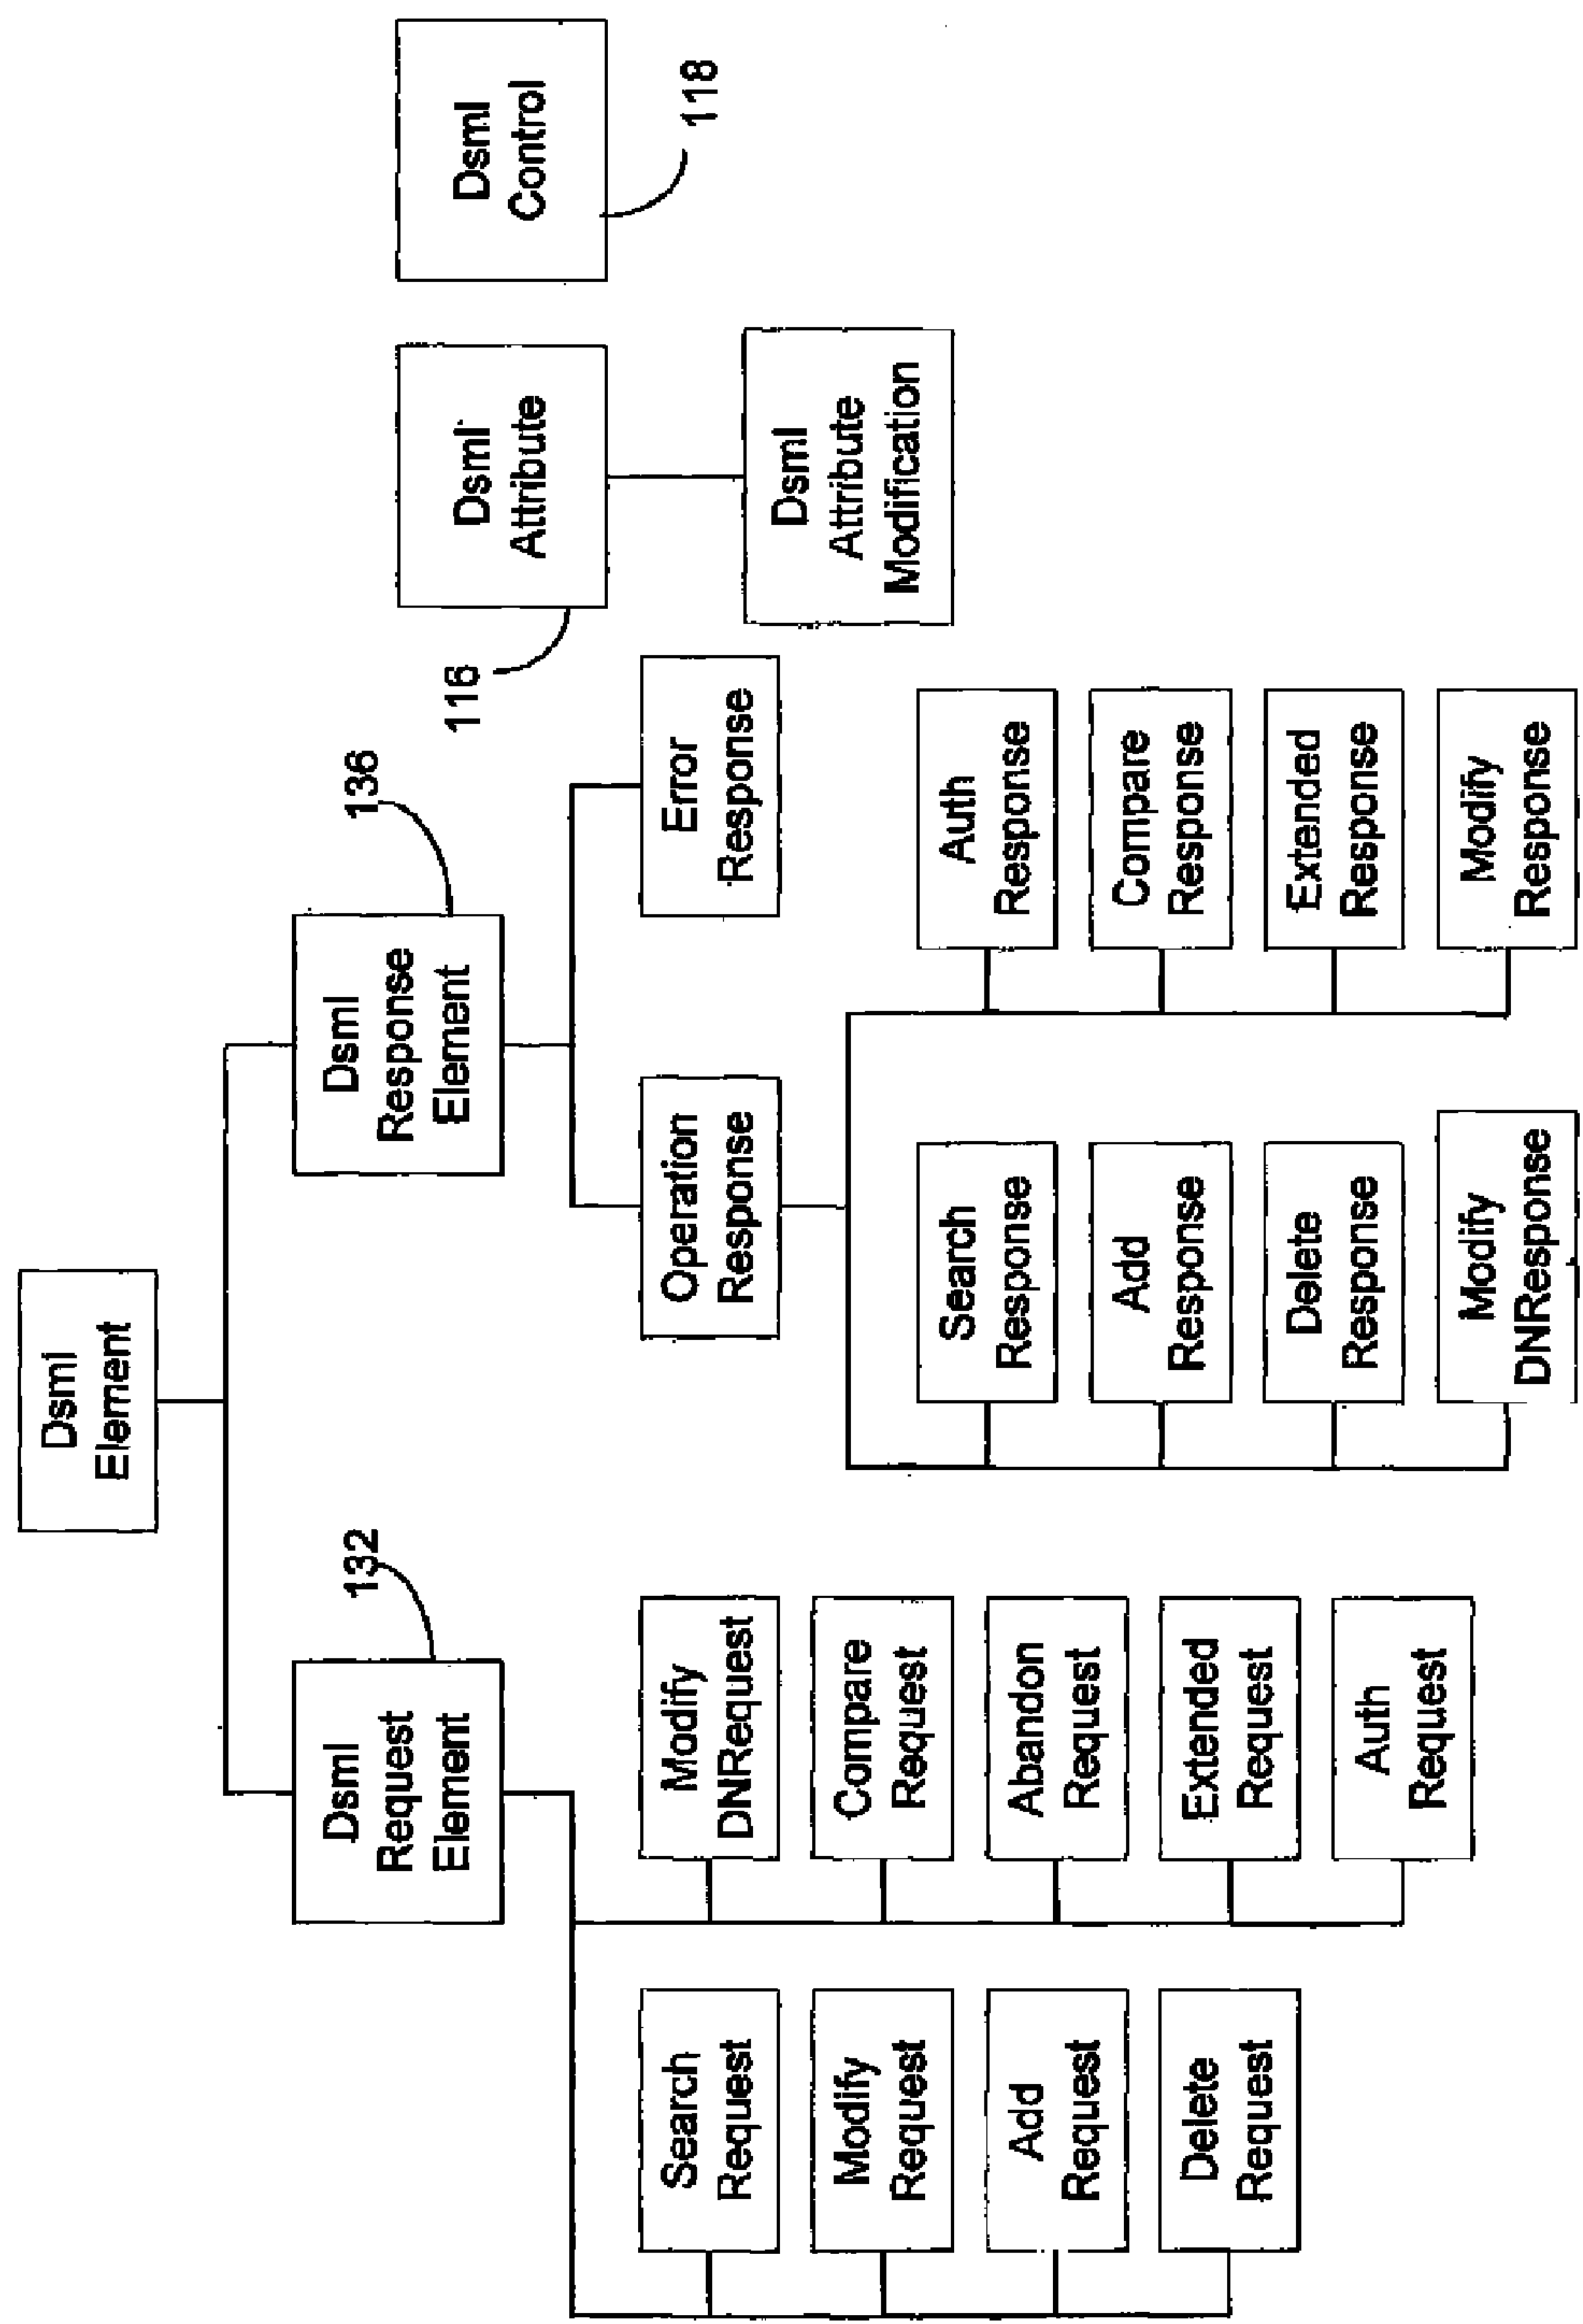 Dsml
Element
132
Dsml
Request
Element
136
Dsml
Response
Element
116
Dsml
Attribute
Dsml
Control
118
Search
Request
Modify
Request
Add
Request
Delete
Request
Modify
DNRequest
Compare
Request
Abandon
Request
Extended
Request
Auth
Request
Operation
Response
Error
Response
Search
Response
Add
Response
Delete
Response
Modify
DNResponse
Auth
Response
Compare
Response
Extended
Response
Modify
Response
Dsml
Attribute
Modification